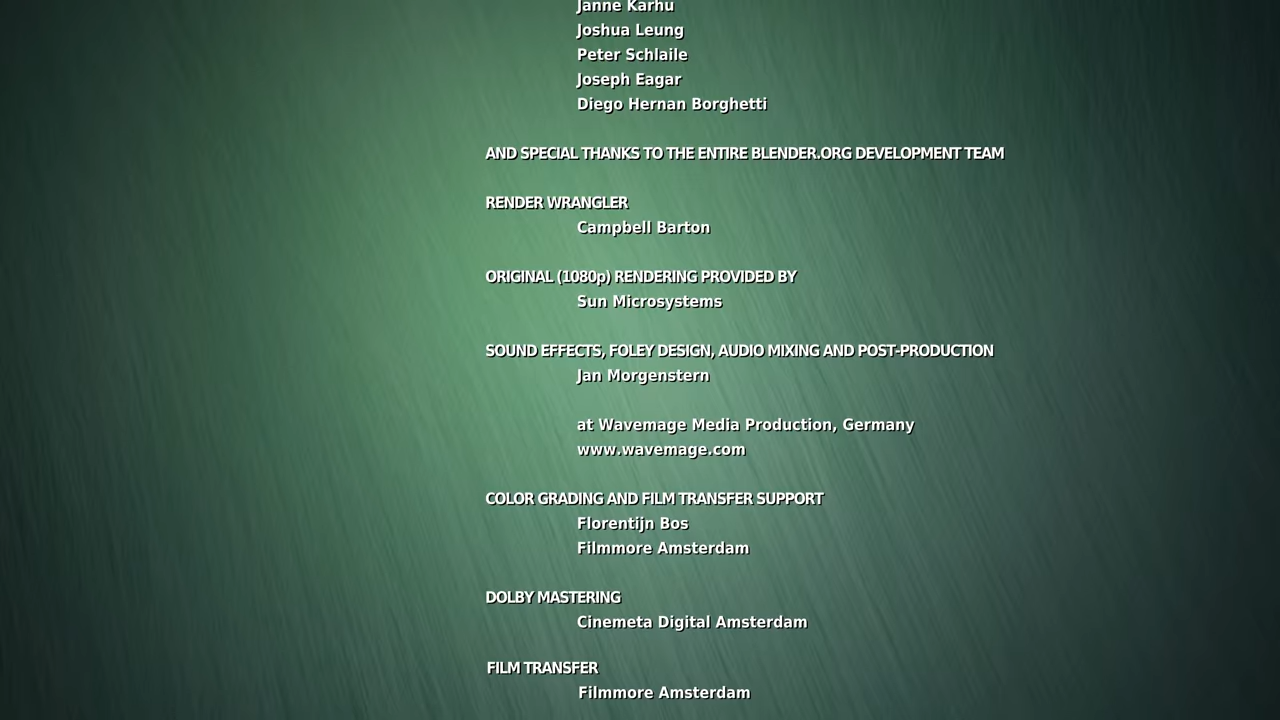 Janne Karhu
Joshua Leung
Peter Schlaile
Joseph Eagar
Diego Hernan Borghetti
AND SPECIAL THANKS TO THE ENTIRE BLENDER.ORG DEVELOPMENT TEAM
RENDER WRANGLER
Campbell Barton
ORIGINAL (1080p) RENDERING PROVIDED BY
Sun Microsystems
SOUND EFFECTS, FOLEY DESIGN, AUDIO MIXING AND POST-PRODUCTION
Jan Morgenstern
at Wavemage Media Production, Germany
www.wavemage.com
COLOR GRADING AND FILM TRANSFER SUPPORT
Florentijn Bos
Filmmore Amsterdam
DOLBY MASTERING
Cinemeta Digital Amsterdam
FILM TRANSFER
Filmmore Amsterdam